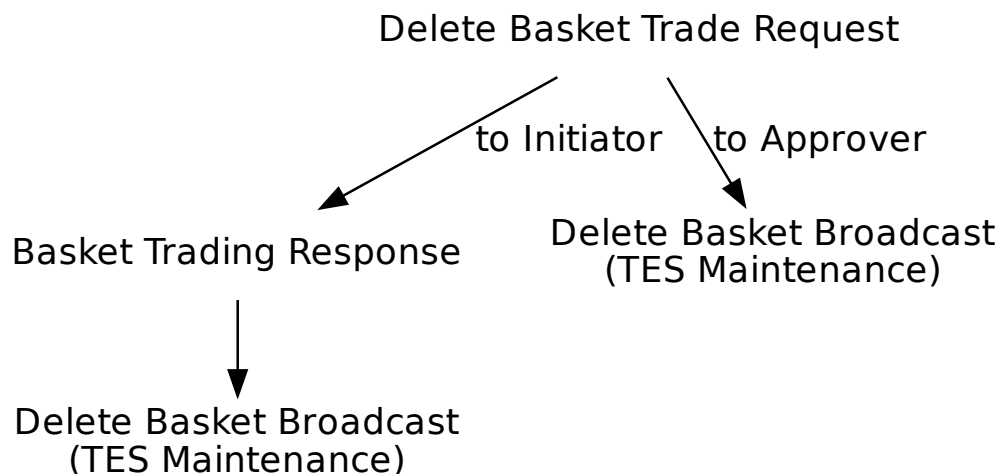 Delete Basket Trade Request
to Initiator
to Approver
Basket Trading Response
Delete Basket Broadcast
(TES Maintenance)
Delete Basket Broadcast
(TES Maintenance)